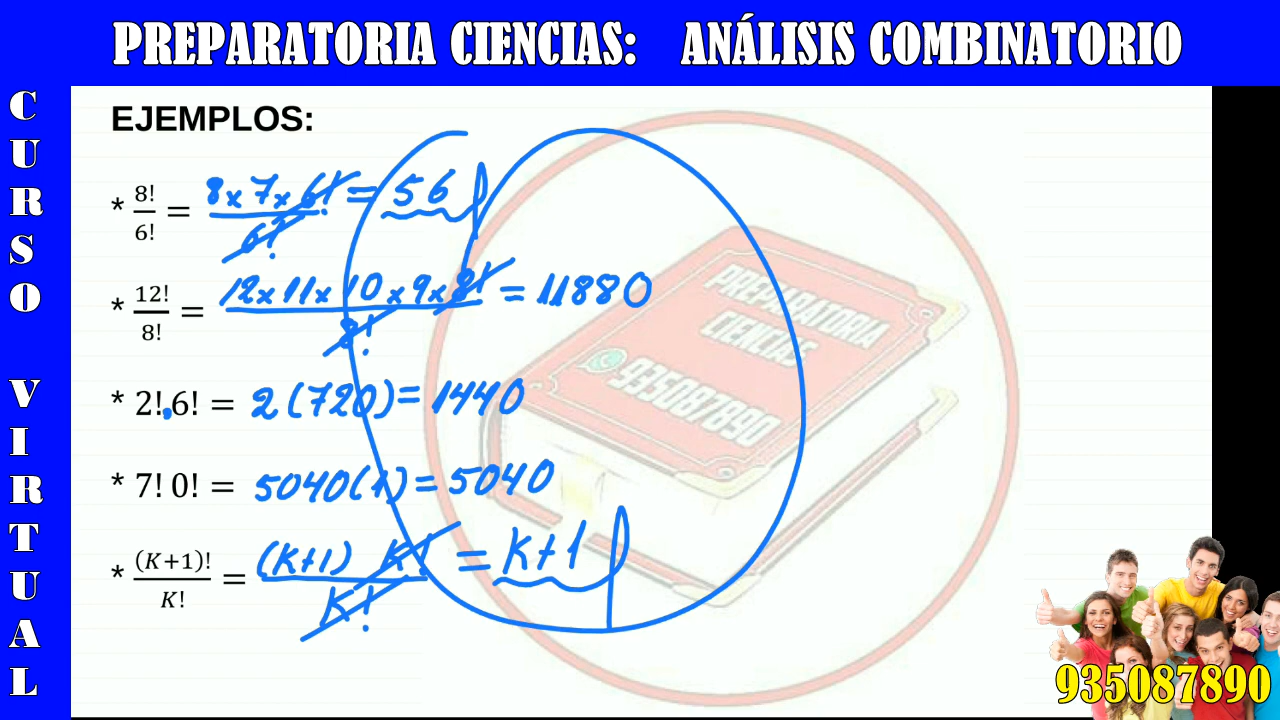 PREPARATORIA CIENCIAS: ANÁLISIS COMBINATORIO
CURSO VIRTUAL
EJEMPLOS:
* 8!/6! = 8x7x6!/6! = 56
* 12!/8! = 12x11x10x9x8!/8! = 11880
* 2!.6! = 2(720)= 1440
* 7! 0! = 5040(1)= 5040
* (K+1)!/K! = (K+1) K!/K! = K+1
PREPARATORIA
CIENCIAS
935087890
935087890